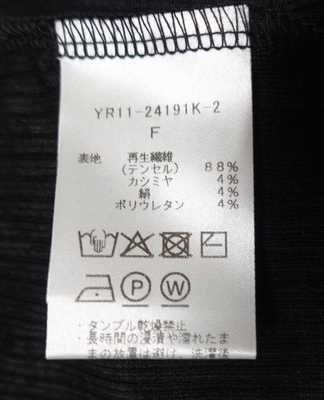 YR11-24191K-2
F
表地 再生繊維
(テンセル) 88%
カシミヤ 4%
絹 4%
ポリウレタン 4%
P W
・タンブル乾燥禁止
・長時間の浸漬や濡れたま
まの放置は避け、洗濯後